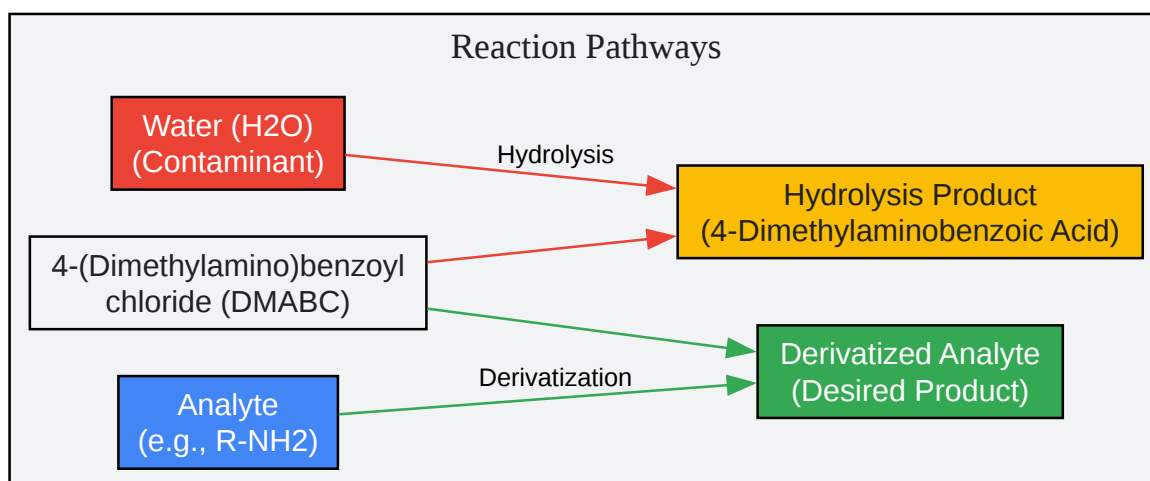 Reaction Pathways
Water (H2O)
(Contaminant)
Hydrolysis
Hydrolysis Product
(4-Dimethylaminobenzoic Acid)
4-(Dimethylamino)benzoyl
chloride (DMABC)
Derivatized Analyte
(Desired Product)
Derivatization
Analyte
(e.g., R-NH2)